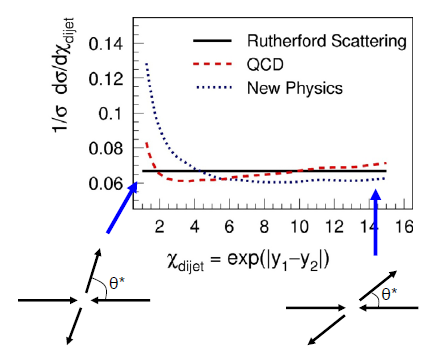 1/σ dσ/dχdijet
0.14
0.12
0.1
0.08
0.06
Rutherford Scattering
QCD
New Physics
2 4 6 8 10 12 14 16
χdijet = exp(|y1−y2|)
θ*
θ*